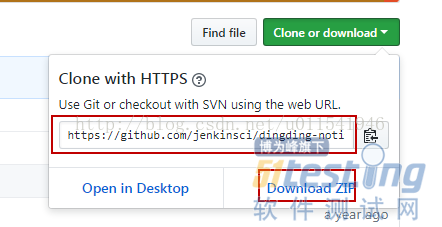 Find file
Clone or download
Clone with HTTPS ?
Use Git or checkout with SVN using the web URL.
http://blog.csdn.net/u011541946
https://github.com/jenkinsci/dingding-noti
博为峰旗下
51testing
Open in Desktop
Download ZIP
软件测试网
a year ago